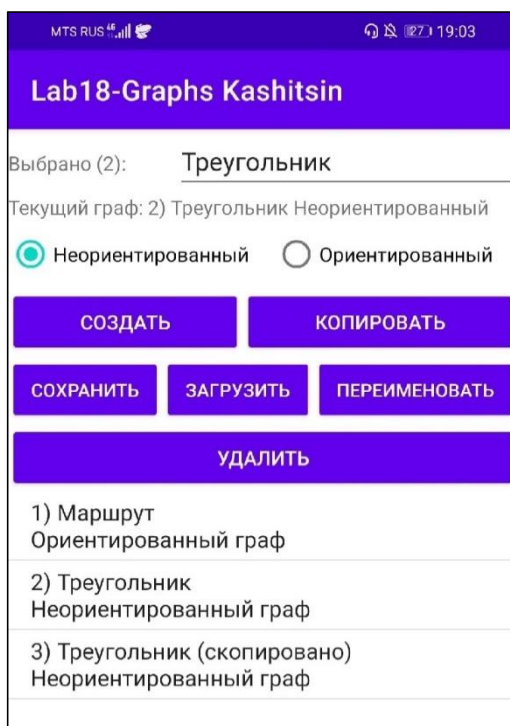 MTS RUS 19:03
27
Lab18-Graphs Kashitsin
Выбрано (2): Треугольник
Текущий граф: 2) Треугольник Неориентированный
Неориентированный Ориентированный
СОЗДАТЬ КОПИРОВАТЬ
СОХРАНИТЬ ЗАГРУЗИТЬ ПЕРЕИМЕНОВАТЬ
УДАЛИТЬ
1) Маршрут
Ориентированный граф
2) Треугольник
Неориентированный граф
3) Треугольник (скопировано)
Неориентированный граф